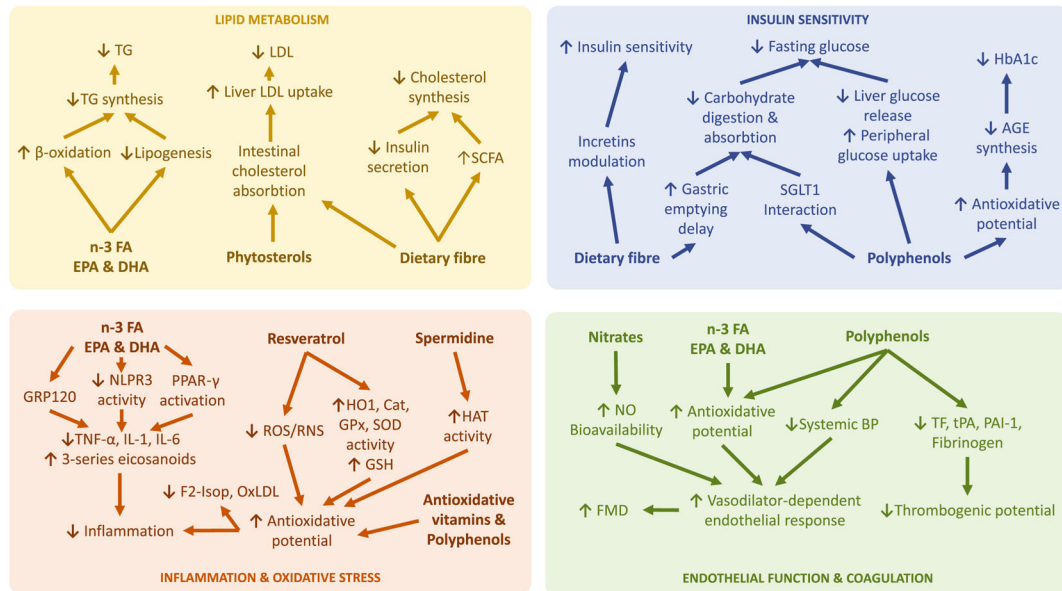 LIPID METABOLISM
↓ TG
↓ LDL
↓ Cholesterol
synthesis
↓TG synthesis
↑ Liver LDL uptake
↑ β-oxidation
↓Lipogenesis
Intestinal
cholesterol
absorbtion
↓ Insulin
secretion
↑SCFA
n-3 FA
EPA & DHA
Phytosterols
Dietary fibre
INSULIN SENSITIVITY
↑ Insulin sensitivity
↓ Fasting glucose
↓ HbA1c
↓ Carbohydrate
digestion &
absorbtion
↓ Liver glucose
release
↑ Peripheral
glucose uptake
↓ AGE
synthesis
Incretins
modulation
↑ Gastric
emptying
delay
SGLT1
Interaction
↑ Antioxidative
potential
Dietary fibre
Polyphenols
n-3 FA
EPA & DHA
Resveratrol
Spermidine
GRP120
↓ NLPR3
activity
PPAR-γ
activation
↓TNF-α, IL-1, IL-6
↑ 3-series eicosanoids
↓ ROS/RNS
↑HO1, Cat,
GPx, SOD
activity
↑ GSH
↑HAT
activity
↓ F2-Isop, OxLDL
↓ Inflammation
↑ Antioxidative
potential
Antioxidative
vitamins &
Polyphenols
INFLAMMATION & OXIDATIVE STRESS
Nitrates
n-3 FA
EPA & DHA
Polyphenols
↑ NO
Bioavailability
↑ Antioxidative
potential
↓Systemic BP
↓ TF, tPA, PAI-1,
Fibrinogen
↑ FMD
↑ Vasodilator-dependent
endothelial response
↓Thrombogenic potential
ENDOTHELIAL FUNCTION & COAGULATION